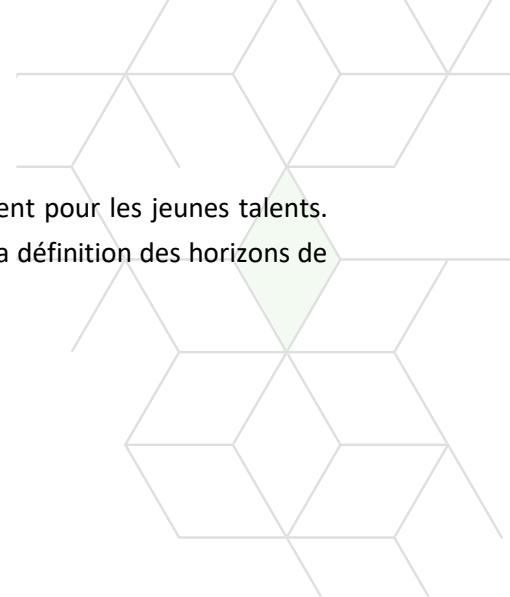 ent pour les jeunes talents.
a définition des horizons de